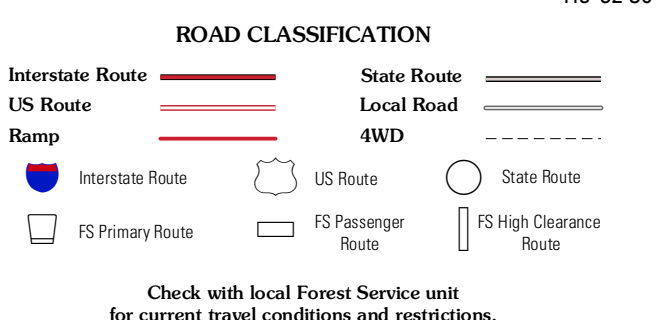 ROAD CLASSIFICATION
Interstate Route
State Route
US Route
Local Road
Ramp
4WD
Interstate Route
US Route
State Route
FS Primary Route
FS Passenger
Route
FS High Clearance
Route
Check with local Forest Service unit
for current travel conditions and restrictions.